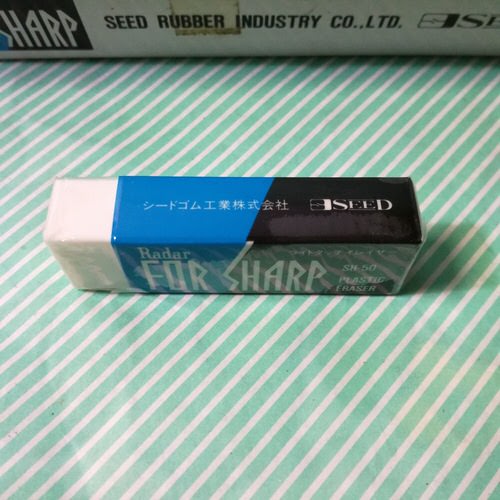 SHARP SEED RUBBER INDUSTRY CO.,LTD. SEED
シードゴム工業株式会社 SEED
Radar
FOR SHARP
SH-50
PLASTIC
ERASER